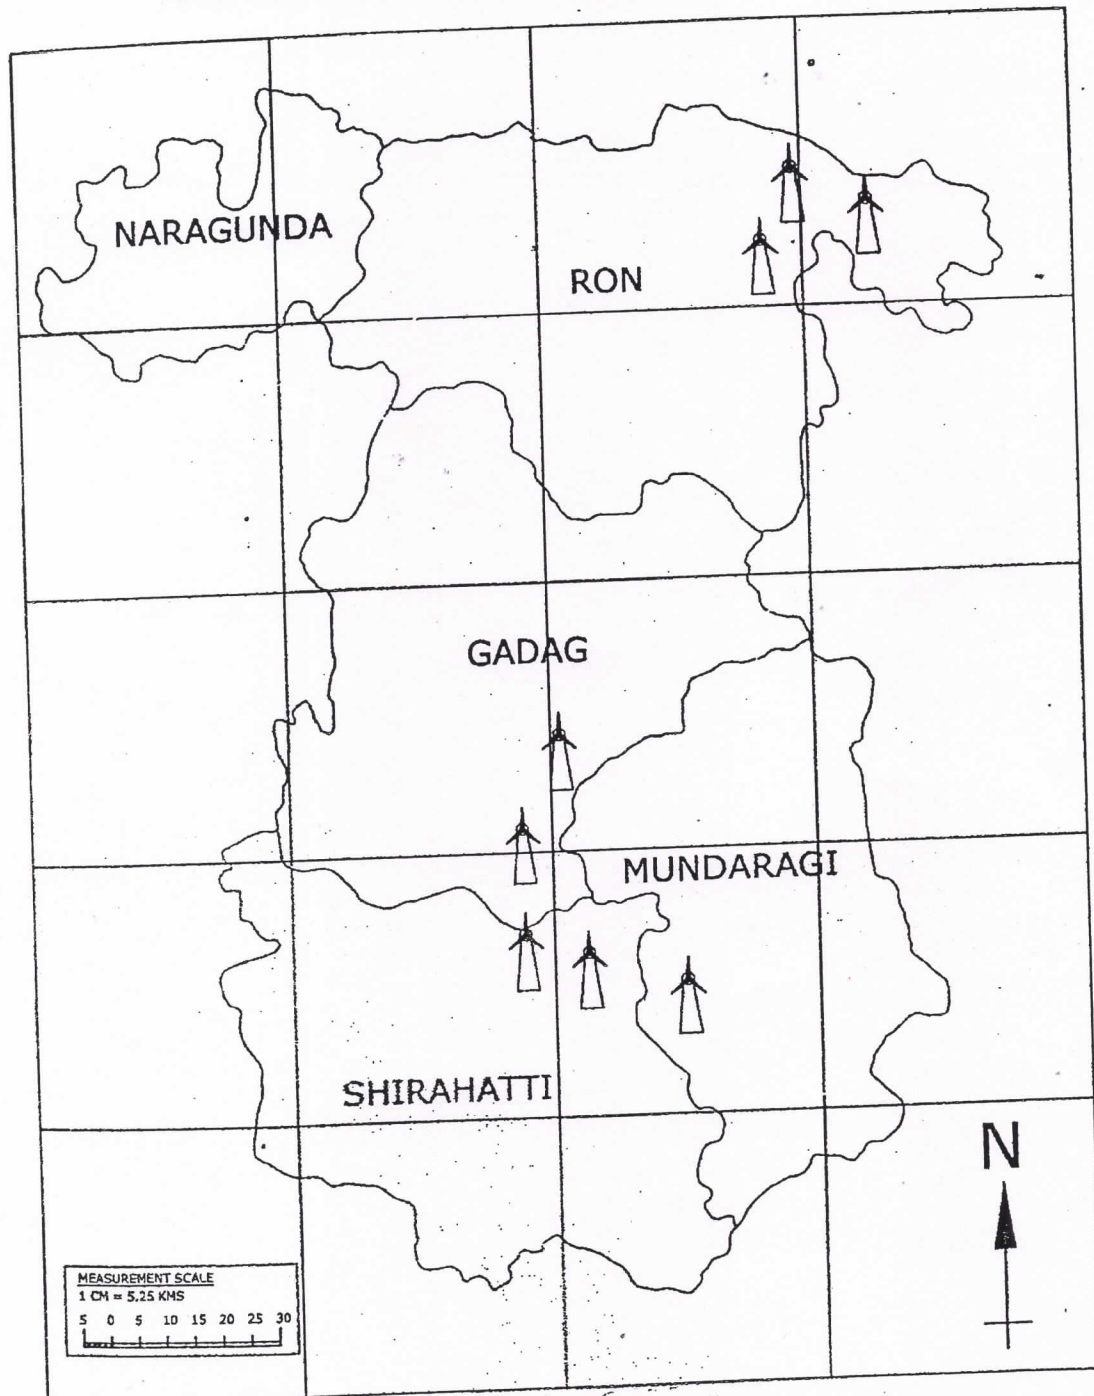 NARAGUNDA
RON
GADAG
MUNDARAGI
SHIRAHATTI
N
MEASUREMENT SCALE
1 CM = 5.25 KMS
5 0 5 10 15 20 25 30